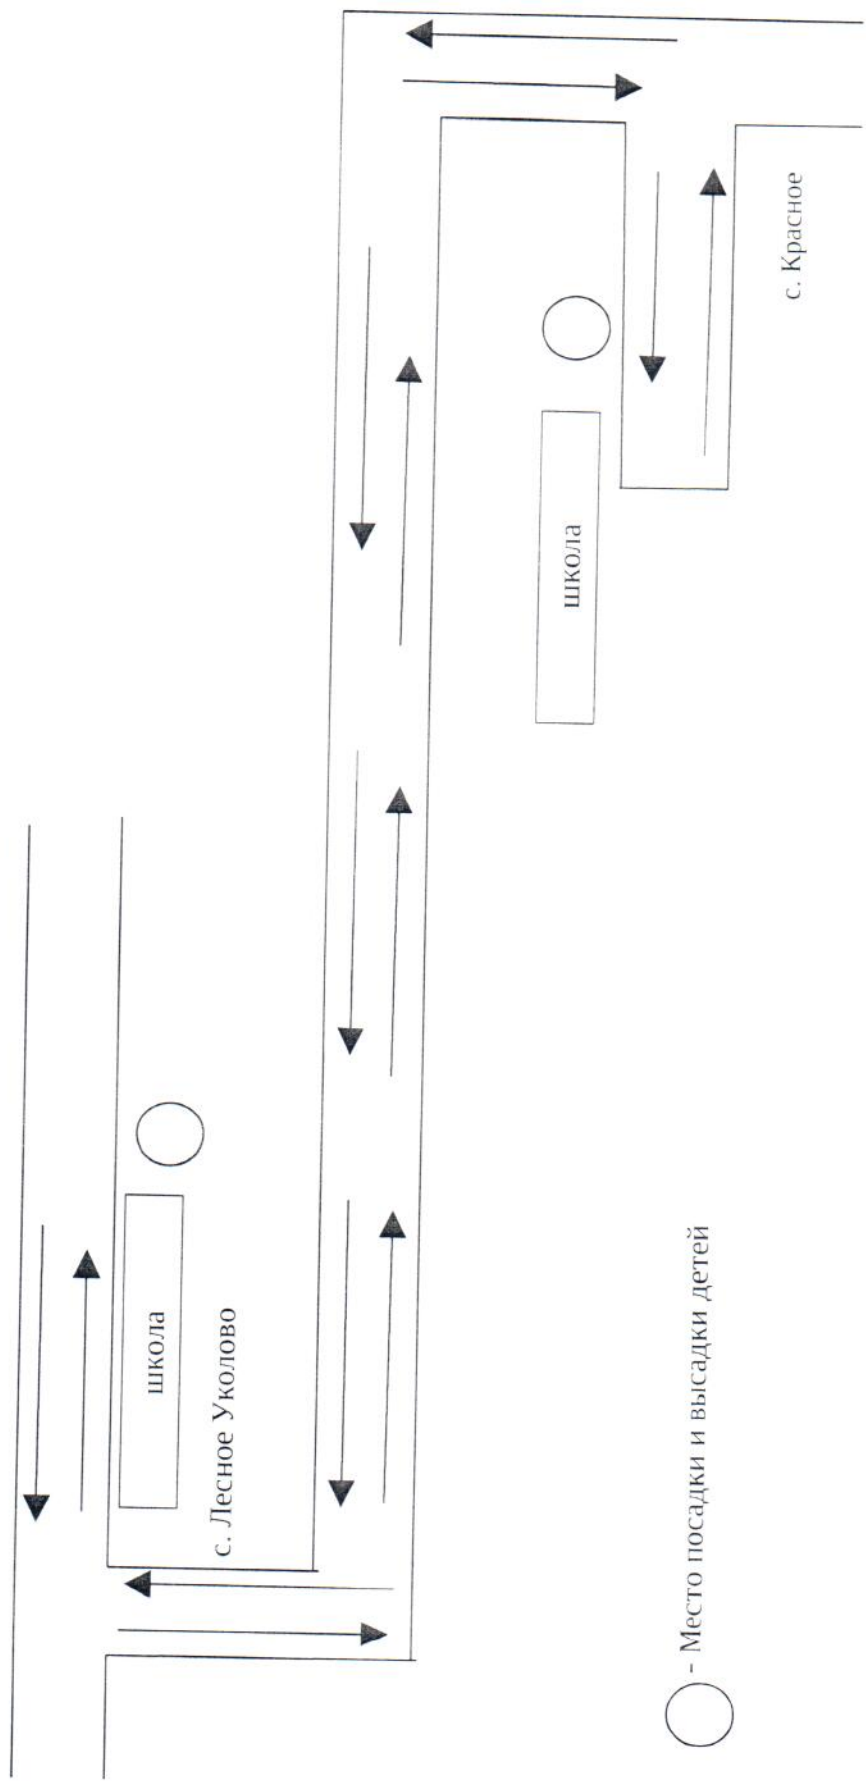 школа
с. Лесное Уколово
школа
с. Красное
- Место посадки и высадки детей